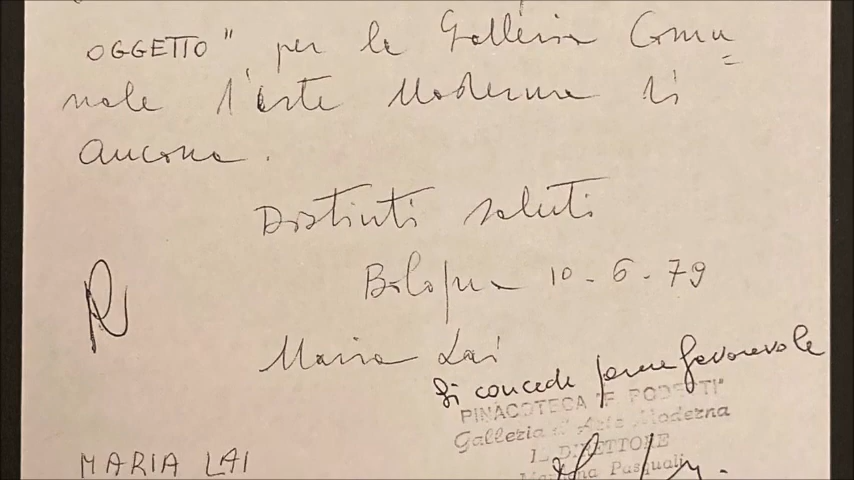 OGGETTO" per la Galleria Comu=
nale d'arte Moderna di
Ancona.
Distinti saluti
Bologna 10-6-79
Maria Lai
Si concede parere favorevole
PINACOTECA "F. PODESTI"
Galleria d'Arte Moderna
IL DIRETTORE
Pasquali
MARIA LAI